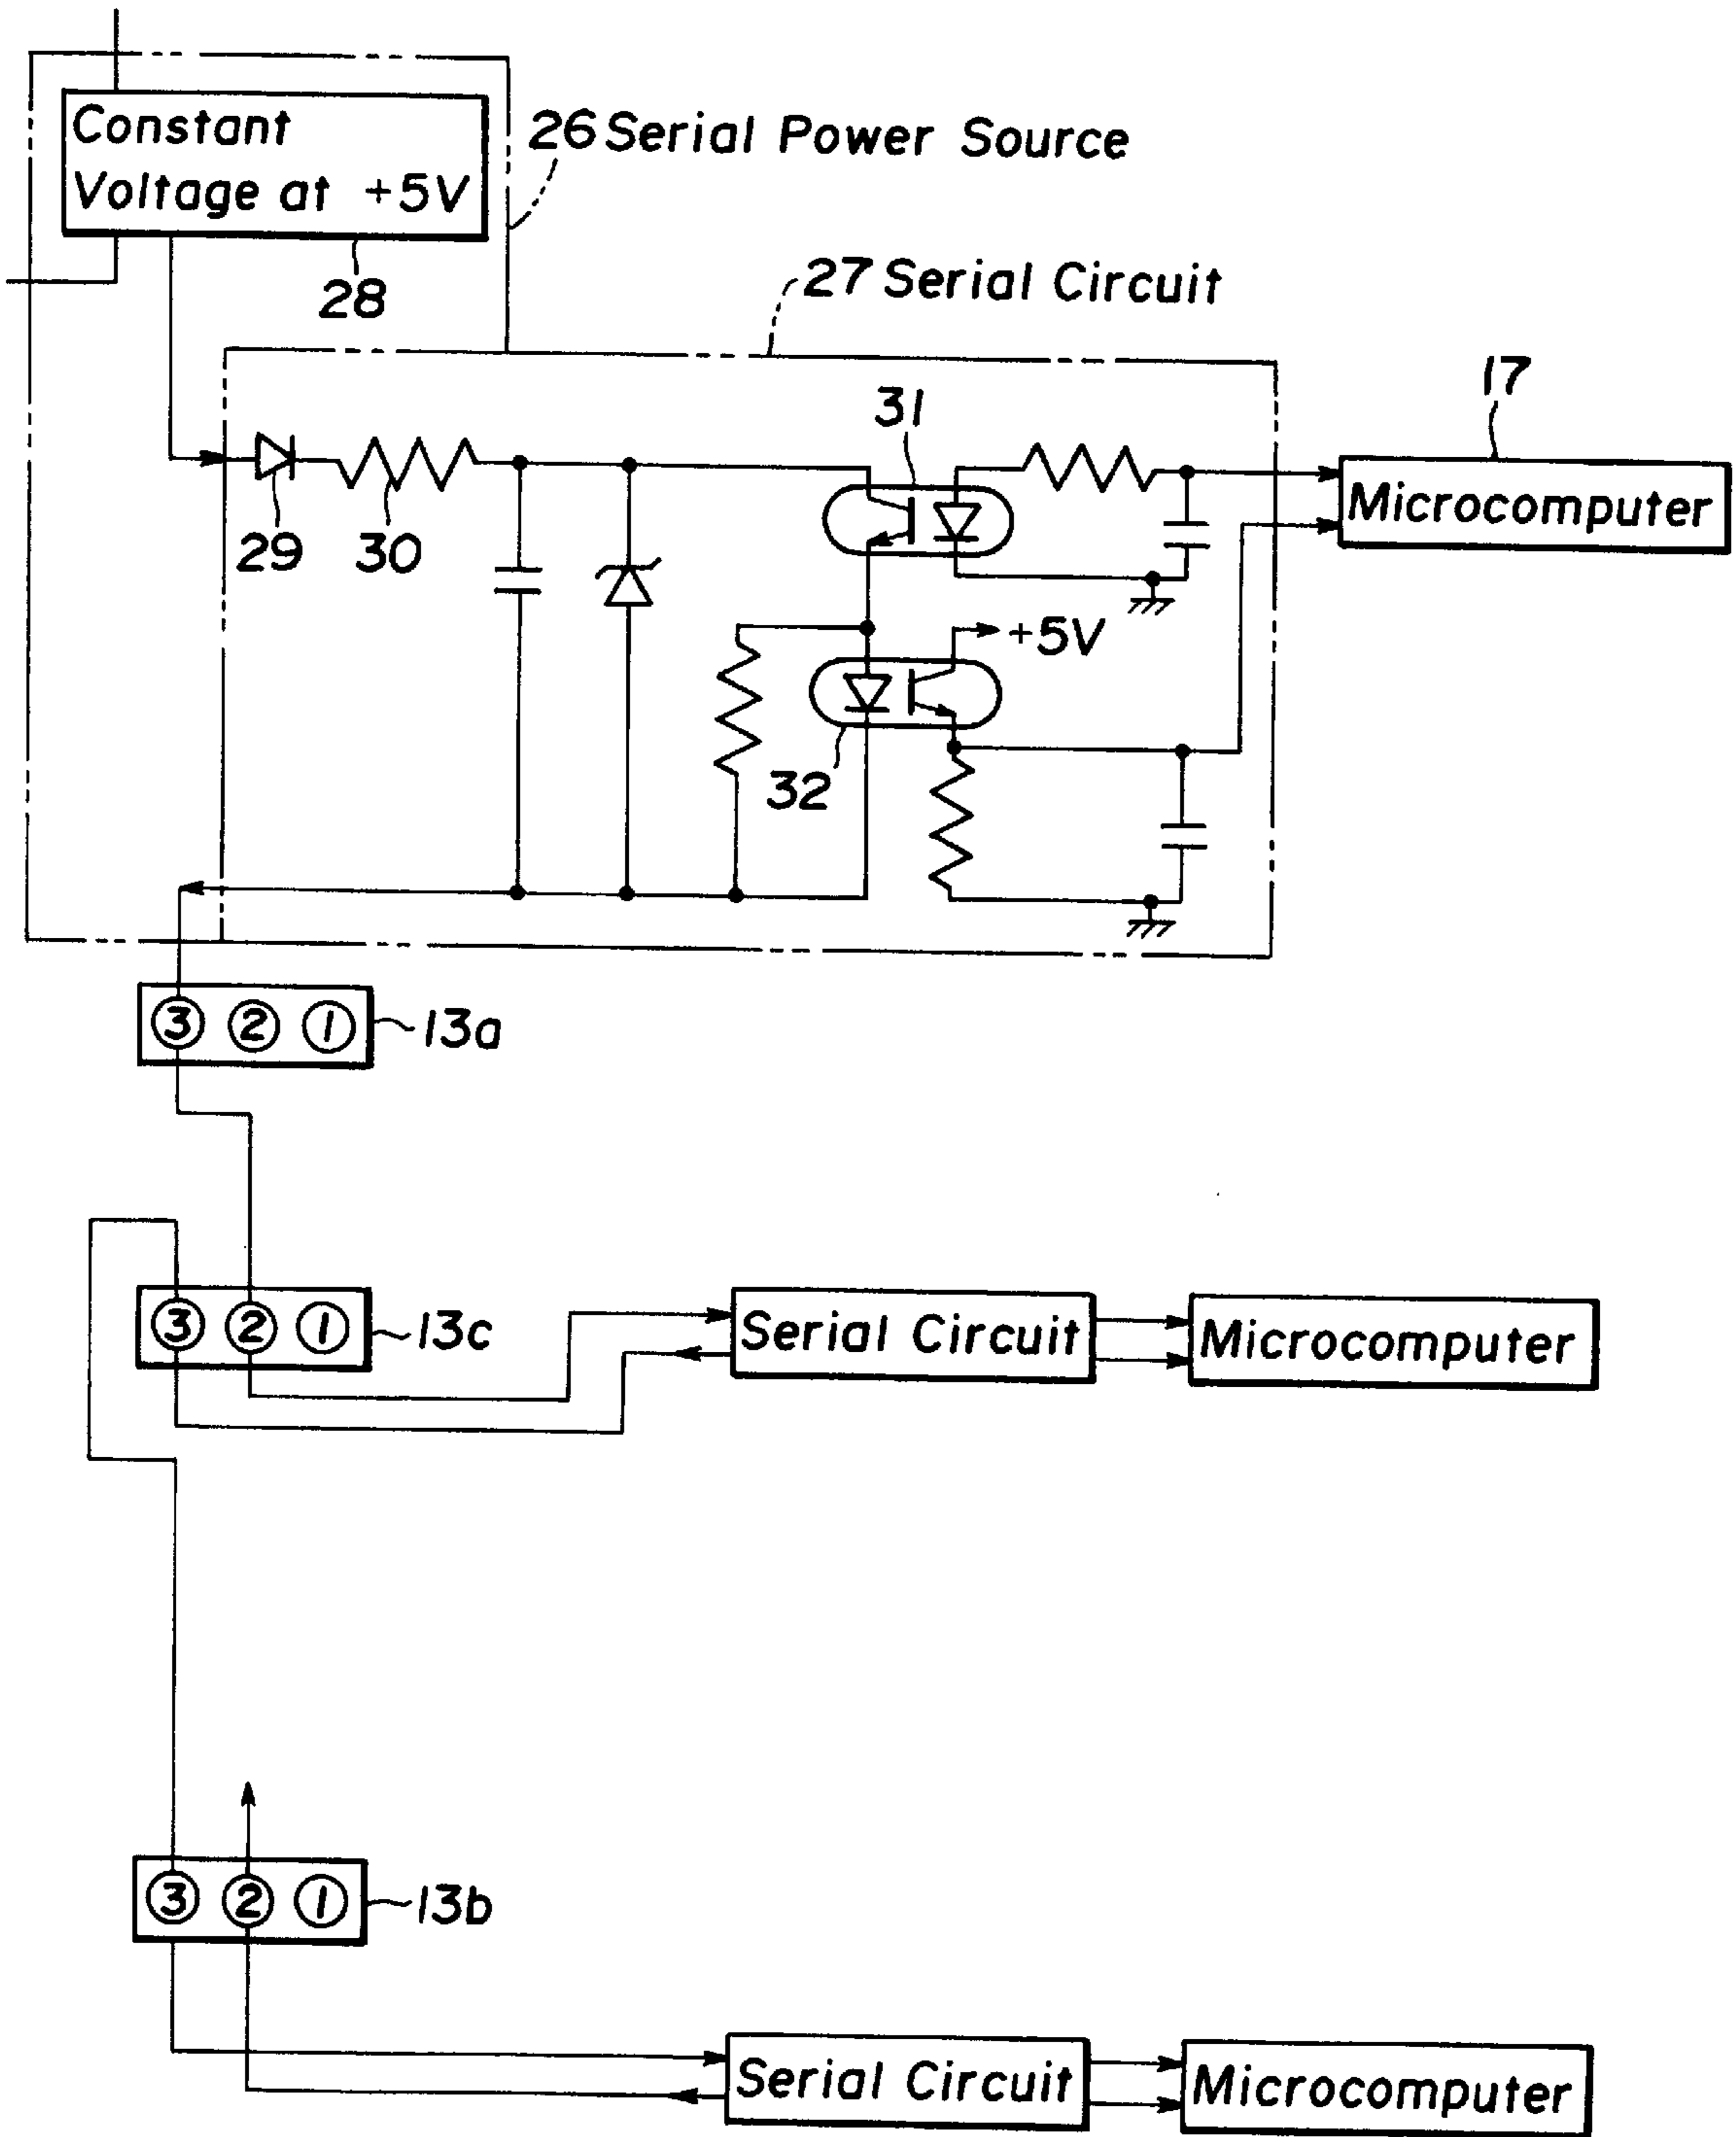 Constant
Voltage at +5V
26 Serial Power Source
28
27 Serial Circuit
17
31
Microcomputer
29
30
+5V
32
③ ② ①
13a
③ ② ①
13c
Serial Circuit
Microcomputer
③ ② ①
13b
Serial Circuit
Microcomputer